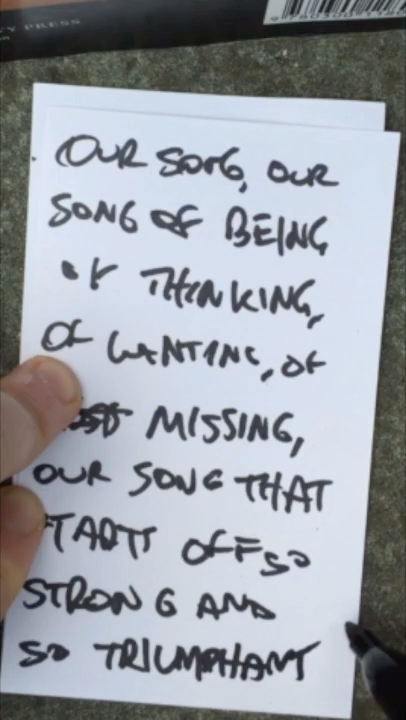 PRESS
OUR SONG, OUR
SONG OF BEING
OF THINKING,
OF WANTING, OF
MISSING,
OUR SONG THAT
STARTS OFF SO
STRONG AND
SO TRIUMPHANT